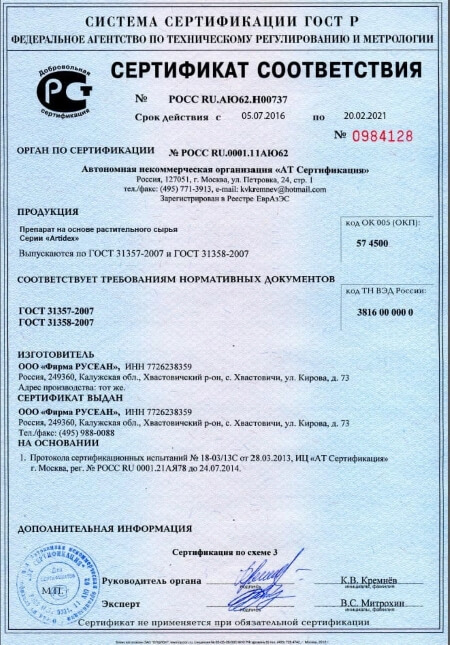 СИСТЕМА СЕРТИФИКАЦИИ ГОСТ Р
ФЕДЕРАЛЬНОЕ АГЕНТСТВО ПО ТЕХНИЧЕСКОМУ РЕГУЛИРОВАНИЮ И МЕТРОЛОГИИ
Добровольная
сертификация
СЕРТИФИКАТ СООТВЕТСТВИЯ
№ РОСС RU.АЮ62.Н00737
Срок действия с 05.07.2016 по 20.02.2021
№ 0984128
ОРГАН ПО СЕРТИФИКАЦИИ № РОСС RU.0001.11АЮ62
Автономная некоммерческая организация «АТ Сертификация»
Россия, 127051, г. Москва, ул. Петровка, 24, стр. 1
тел./факс: (495) 771-3913, e-mail: kvkremnev@hotmail.com
Зарегистрирован в Реестре ЕврАзЭС
ПРОДУКЦИЯ
Препарат на основе растительного сырья
Серии «Artidex»
Выпускаются по ГОСТ 31357-2007 и ГОСТ 31358-2007
код ОК 005 (ОКП):
57 4500
СООТВЕТСТВУЕТ ТРЕБОВАНИЯМ НОРМАТИВНЫХ ДОКУМЕНТОВ
ГОСТ 31357-2007
ГОСТ 31358-2007
код ТН ВЭД России:
3816 00 000 0
ИЗГОТОВИТЕЛЬ
ООО «Фирма РУСЕАН», ИНН 7726238359
Россия, 249360, Калужская обл., Хвастовичский р-он, с. Хвастовичи, ул. Кирова, д. 73
Адрес производства: тот же.
СЕРТИФИКАТ ВЫДАН
ООО «Фирма РУСЕАН», ИНН 7726238359
Россия, 249360, Калужская обл., Хвастовичский р-он, с. Хвастовичи, ул. Кирова, д. 73
Тел./факс: (495) 988-0088
НА ОСНОВАНИИ
1. Протокола сертификационных испытаний № 18-03/13С от 28.03.2013, ИЦ «АТ Сертификация»
г. Москва, рег. № РОСС RU 0001.21АЯ78 до 24.07.2014.
ДОПОЛНИТЕЛЬНАЯ ИНФОРМАЦИЯ
Сертификация по схеме 3
Руководитель органа
К.В. Кремнёв
М.П.
Эксперт
В.С. Митрохин
Сертификат не применяется при обязательной сертификации